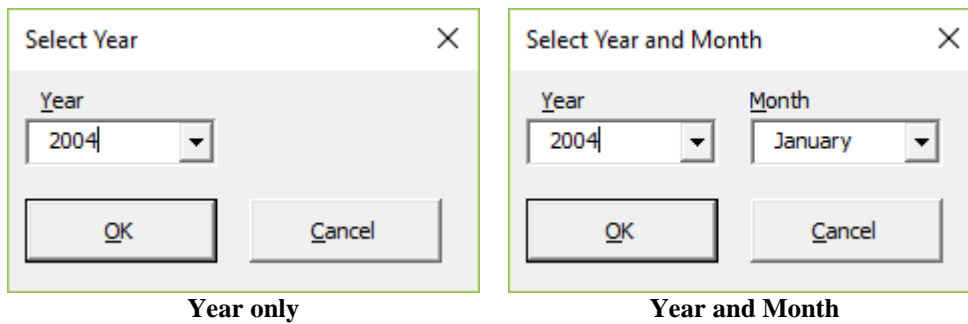 Select Year
Year
2004
OK Cancel
Year only
Select Year and Month
Year Month
2004 January
OK Cancel
Year and Month